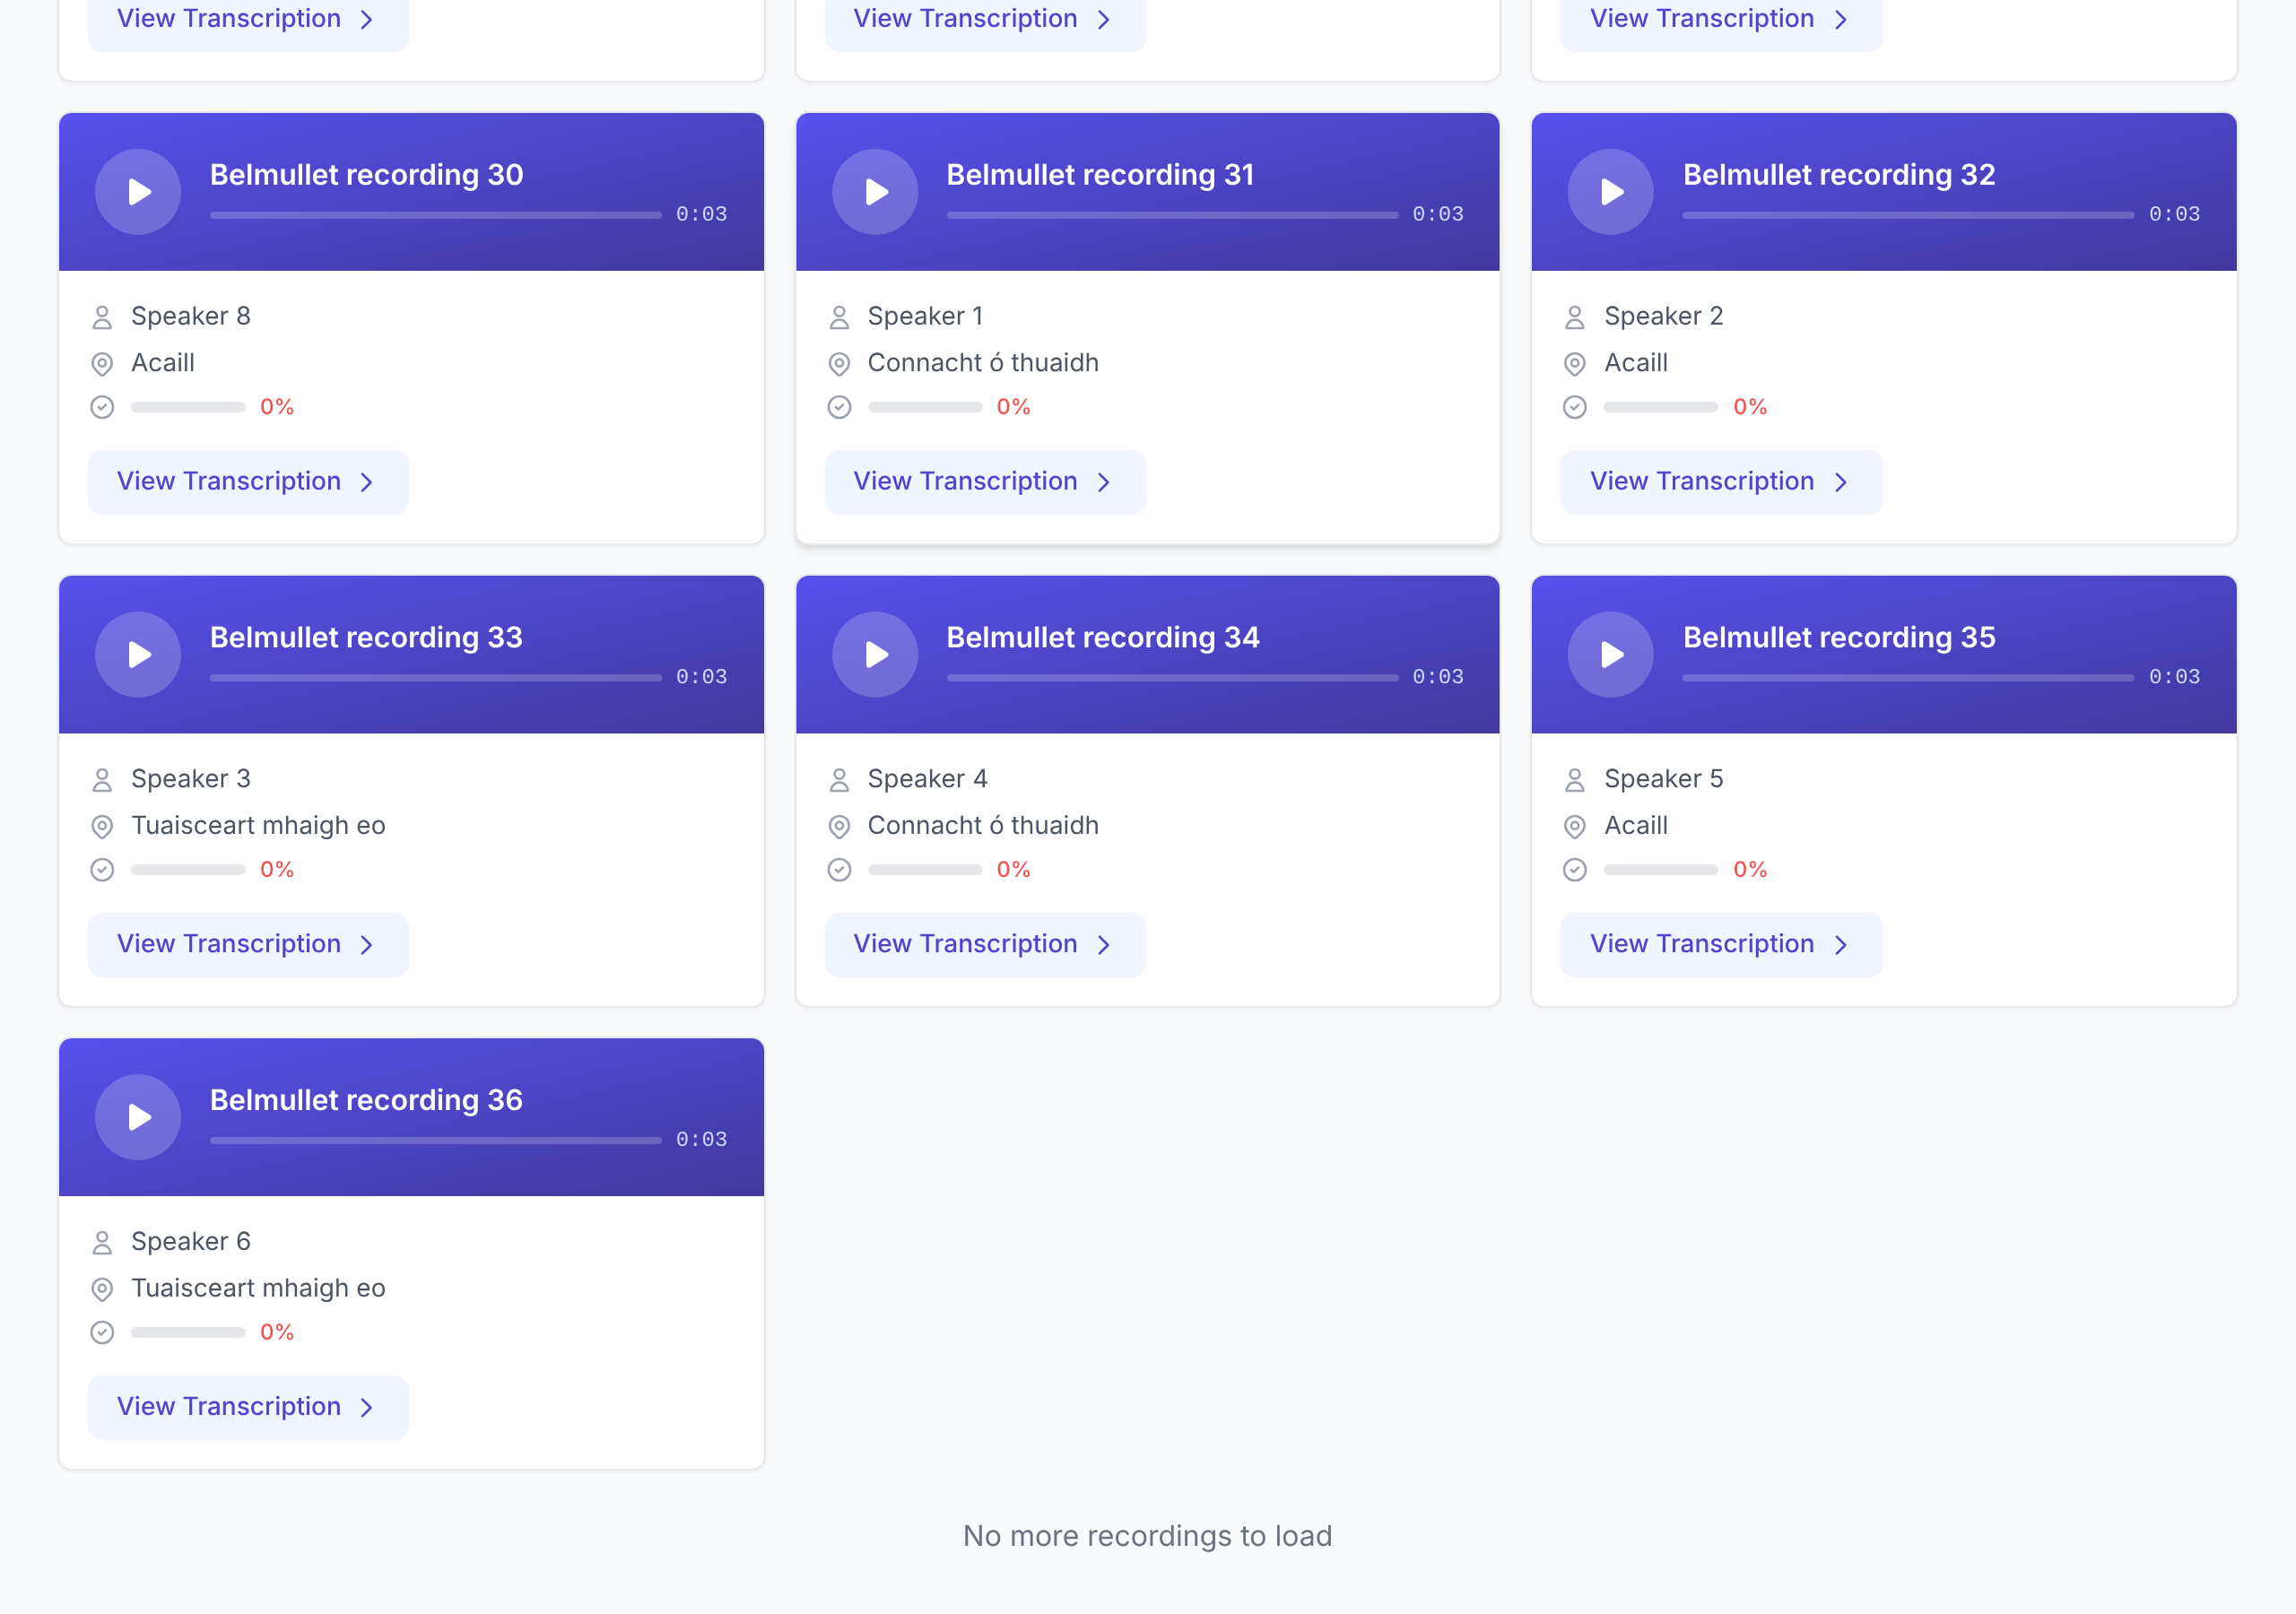 View Transcription
View Transcription
View Transcription
Belmullet recording 30
0:03
Speaker 8
Acaill
0%
View Transcription
Belmullet recording 31
0:03
Speaker 1
Connacht ó thuaidh
0%
View Transcription
Belmullet recording 32
0:03
Speaker 2
Acaill
0%
View Transcription
Belmullet recording 33
0:03
Speaker 3
Tuaisceart mhaigh eo
0%
View Transcription
Belmullet recording 34
0:03
Speaker 4
Connacht ó thuaidh
0%
View Transcription
Belmullet recording 35
0:03
Speaker 5
Acaill
0%
View Transcription
Belmullet recording 36
0:03
Speaker 6
Tuaisceart mhaigh eo
0%
View Transcription
No more recordings to load